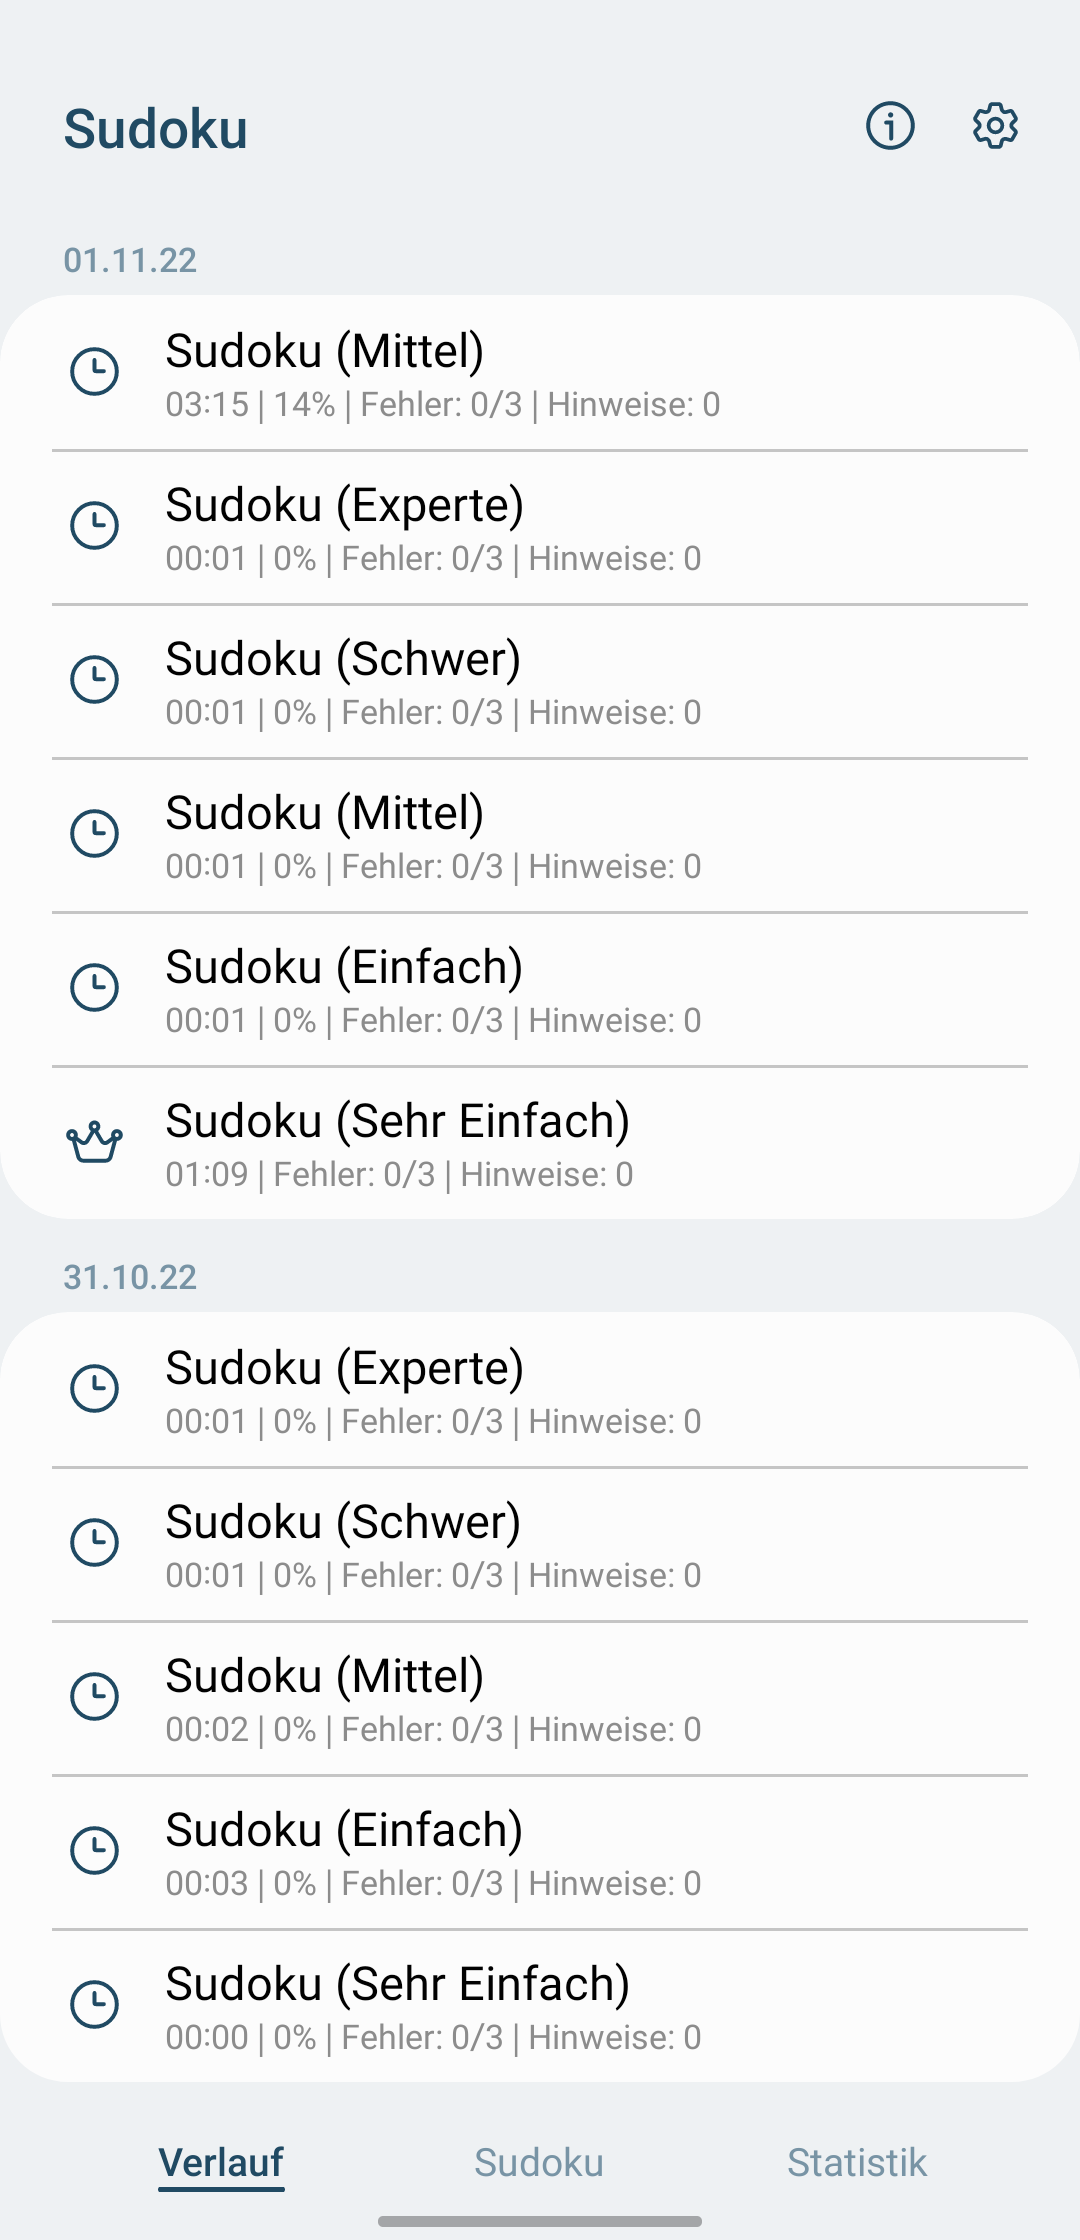 Sudoku
01.11.22
Sudoku (Mittel)
03:15 | 14% | Fehler: 0/3 | Hinweise: 0
Sudoku (Experte)
00:01 | 0% | Fehler: 0/3 | Hinweise: 0
Sudoku (Schwer)
00:01 | 0% | Fehler: 0/3 | Hinweise: 0
Sudoku (Mittel)
00:01 | 0% | Fehler: 0/3 | Hinweise: 0
Sudoku (Einfach)
00:01 | 0% | Fehler: 0/3 | Hinweise: 0
Sudoku (Sehr Einfach)
01:09 | Fehler: 0/3 | Hinweise: 0
31.10.22
Sudoku (Experte)
00:01 | 0% | Fehler: 0/3 | Hinweise: 0
Sudoku (Schwer)
00:01 | 0% | Fehler: 0/3 | Hinweise: 0
Sudoku (Mittel)
00:02 | 0% | Fehler: 0/3 | Hinweise: 0
Sudoku (Einfach)
00:03 | 0% | Fehler: 0/3 | Hinweise: 0
Sudoku (Sehr Einfach)
00:00 | 0% | Fehler: 0/3 | Hinweise: 0
Verlauf Sudoku Statistik